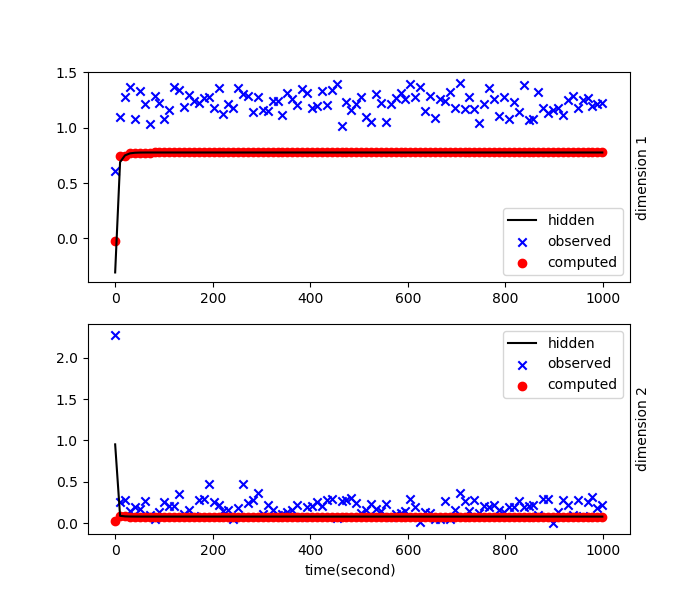 1.5
1.0
0.5
0.0
hidden
observed
computed
0 200 400 600 800 1000
dimension 1
2.0
1.5
1.0
0.5
0.0
hidden
observed
computed
0 200 400 600 800 1000
time(second)
dimension 2